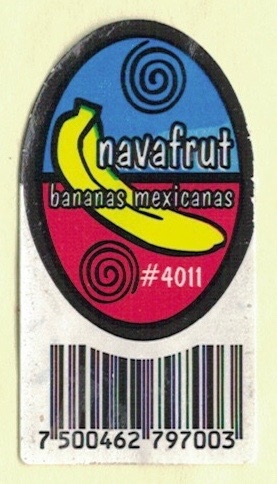 navafrut
bananas mexicanas
#4011
7 500462 797003